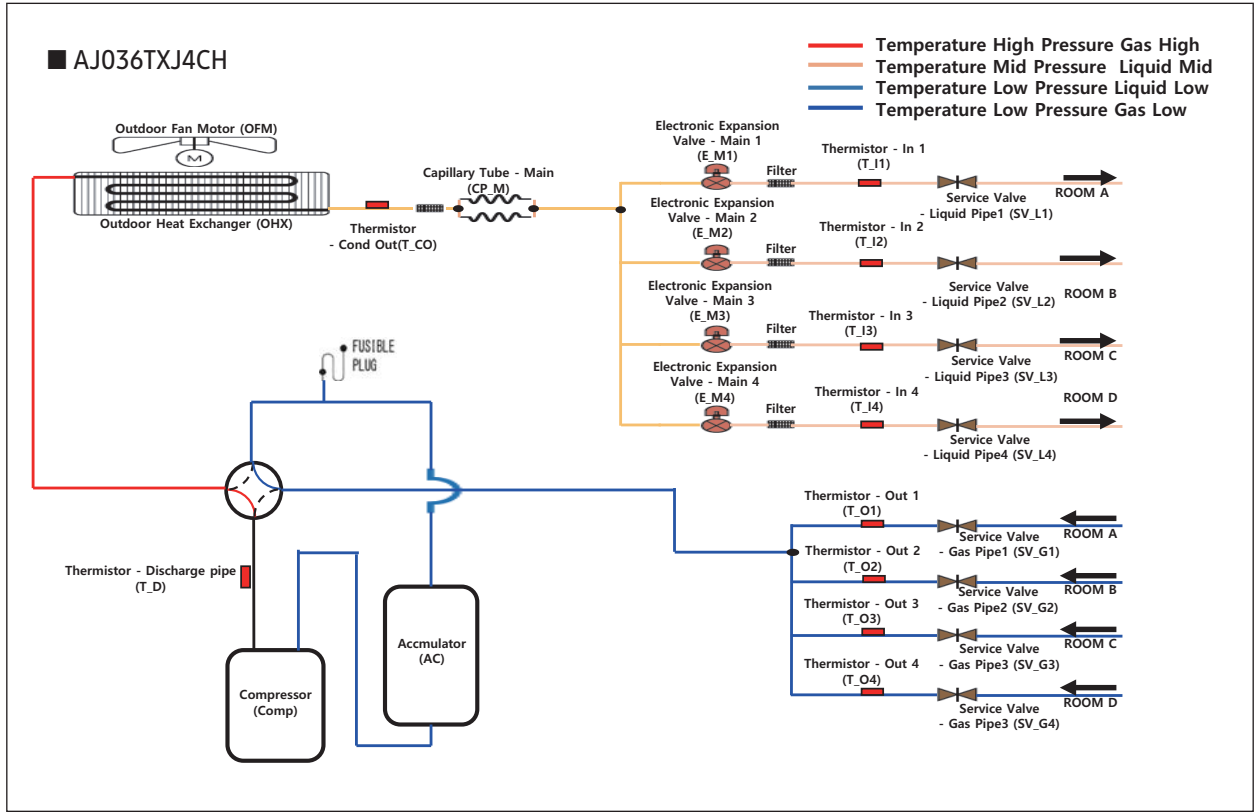 ■ AJ036TXJ4CH
Temperature High Pressure Gas High
Temperature Mid Pressure Liquid Mid
Temperature Low Pressure Liquid Low
Temperature Low Pressure Gas Low
Outdoor Fan Motor (OFM)
M
Outdoor Heat Exchanger (OHX)
Thermistor
- Cond Out(T_CO)
Capillary Tube - Main
(CP_M)
Electronic Expansion
Valve - Main 1
(E_M1)
Filter
Thermistor - In 1
(T_I1)
Service Valve
- Liquid Pipe1 (SV_L1)
ROOM A
Electronic Expansion
Valve - Main 2
(E_M2)
Filter
Thermistor - In 2
(T_I2)
Service Valve
- Liquid Pipe2 (SV_L2)
ROOM B
Electronic Expansion
Valve - Main 3
(E_M3)
Filter
Thermistor - In 3
(T_I3)
Service Valve
- Liquid Pipe3 (SV_L3)
ROOM C
Electronic Expansion
Valve - Main 4
(E_M4)
Filter
Thermistor - In 4
(T_I4)
Service Valve
- Liquid Pipe4 (SV_L4)
ROOM D
FUSIBLE
PLUG
Thermistor - Discharge pipe
(T_D)
Compressor
(Comp)
Accmulator
(AC)
Thermistor - Out 1
(T_O1)
Service Valve
- Gas Pipe1 (SV_G1)
ROOM A
Thermistor - Out 2
(T_O2)
Service Valve
- Gas Pipe2 (SV_G2)
ROOM B
Thermistor - Out 3
(T_O3)
Service Valve
- Gas Pipe3 (SV_G3)
ROOM C
Thermistor - Out 4
(T_O4)
Service Valve
- Gas Pipe3 (SV_G4)
ROOM D